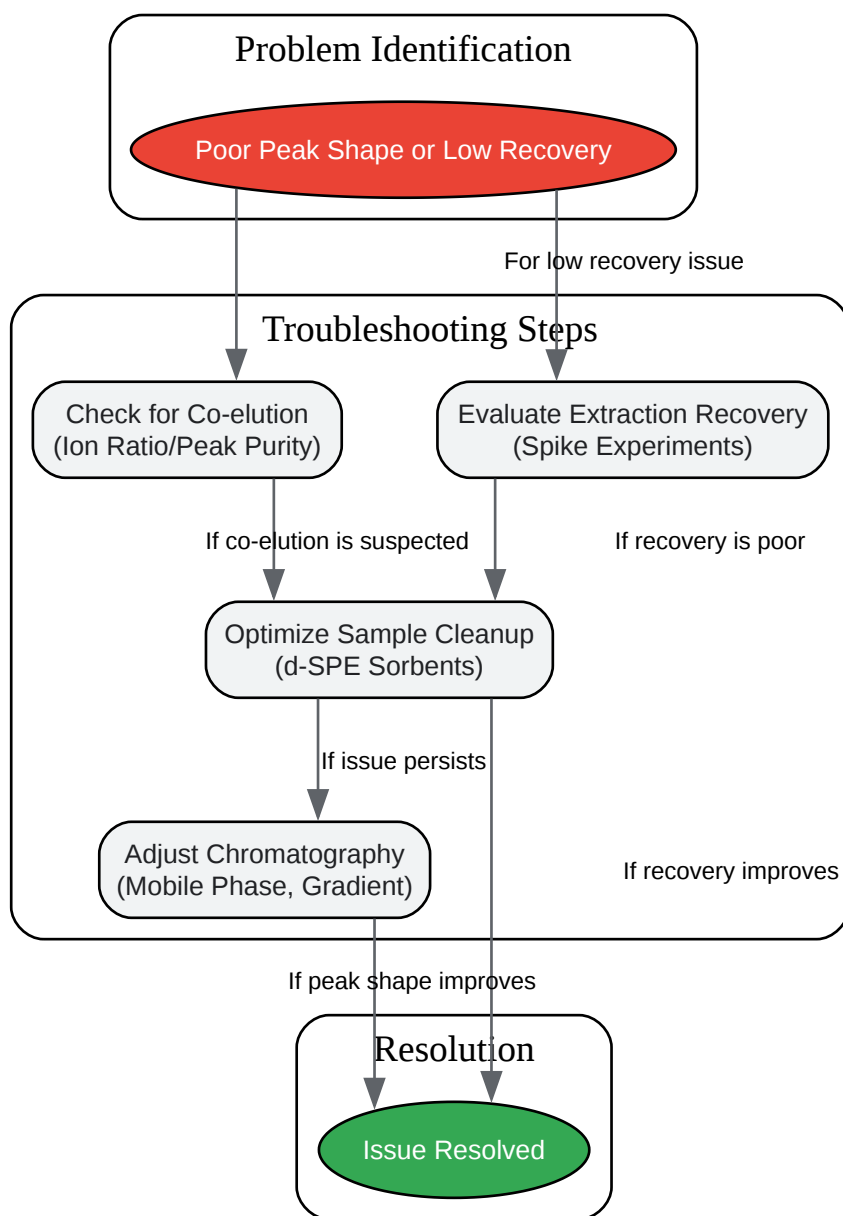 Problem Identification
Poor Peak Shape or Low Recovery
For low recovery issue
Troubleshooting Steps
Check for Co-elution
(Ion Ratio/Peak Purity)
Evaluate Extraction Recovery
(Spike Experiments)
If co-elution is suspected
If recovery is poor
Optimize Sample Cleanup
(d-SPE Sorbents)
If issue persists
Adjust Chromatography
(Mobile Phase, Gradient)
If recovery improves
If peak shape improves
Resolution
Issue Resolved